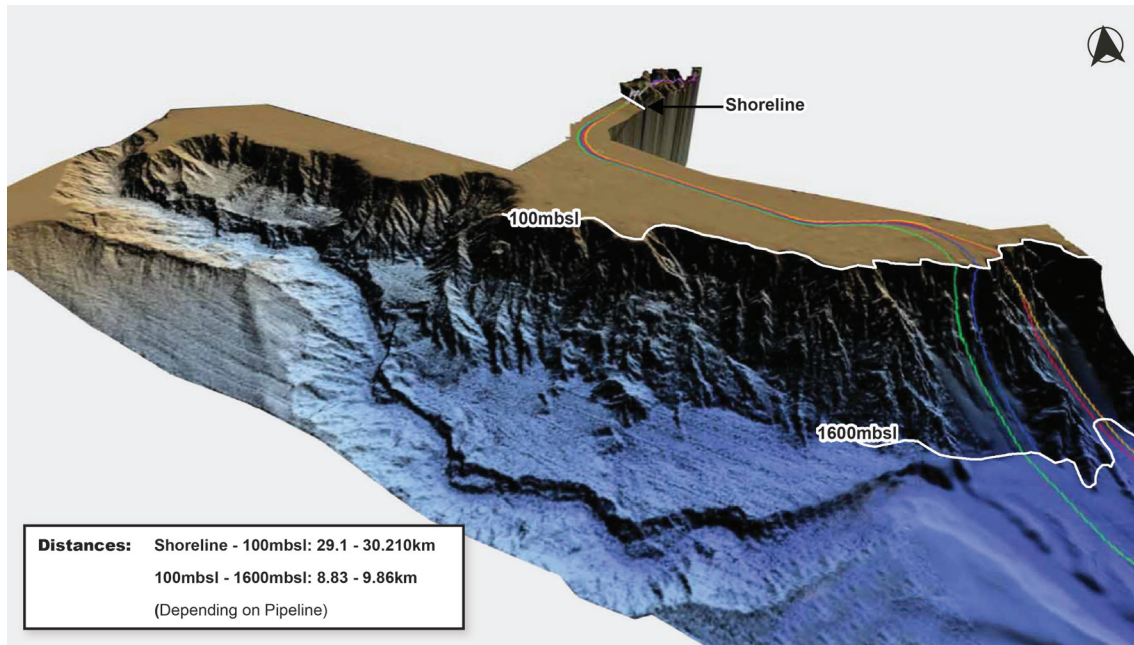 Shoreline
100mbsl
1600mbsl
Distances: Shoreline - 100mbsl: 29.1 - 30.210km
100mbsl - 1600mbsl: 8.83 - 9.86km
(Depending on Pipeline)